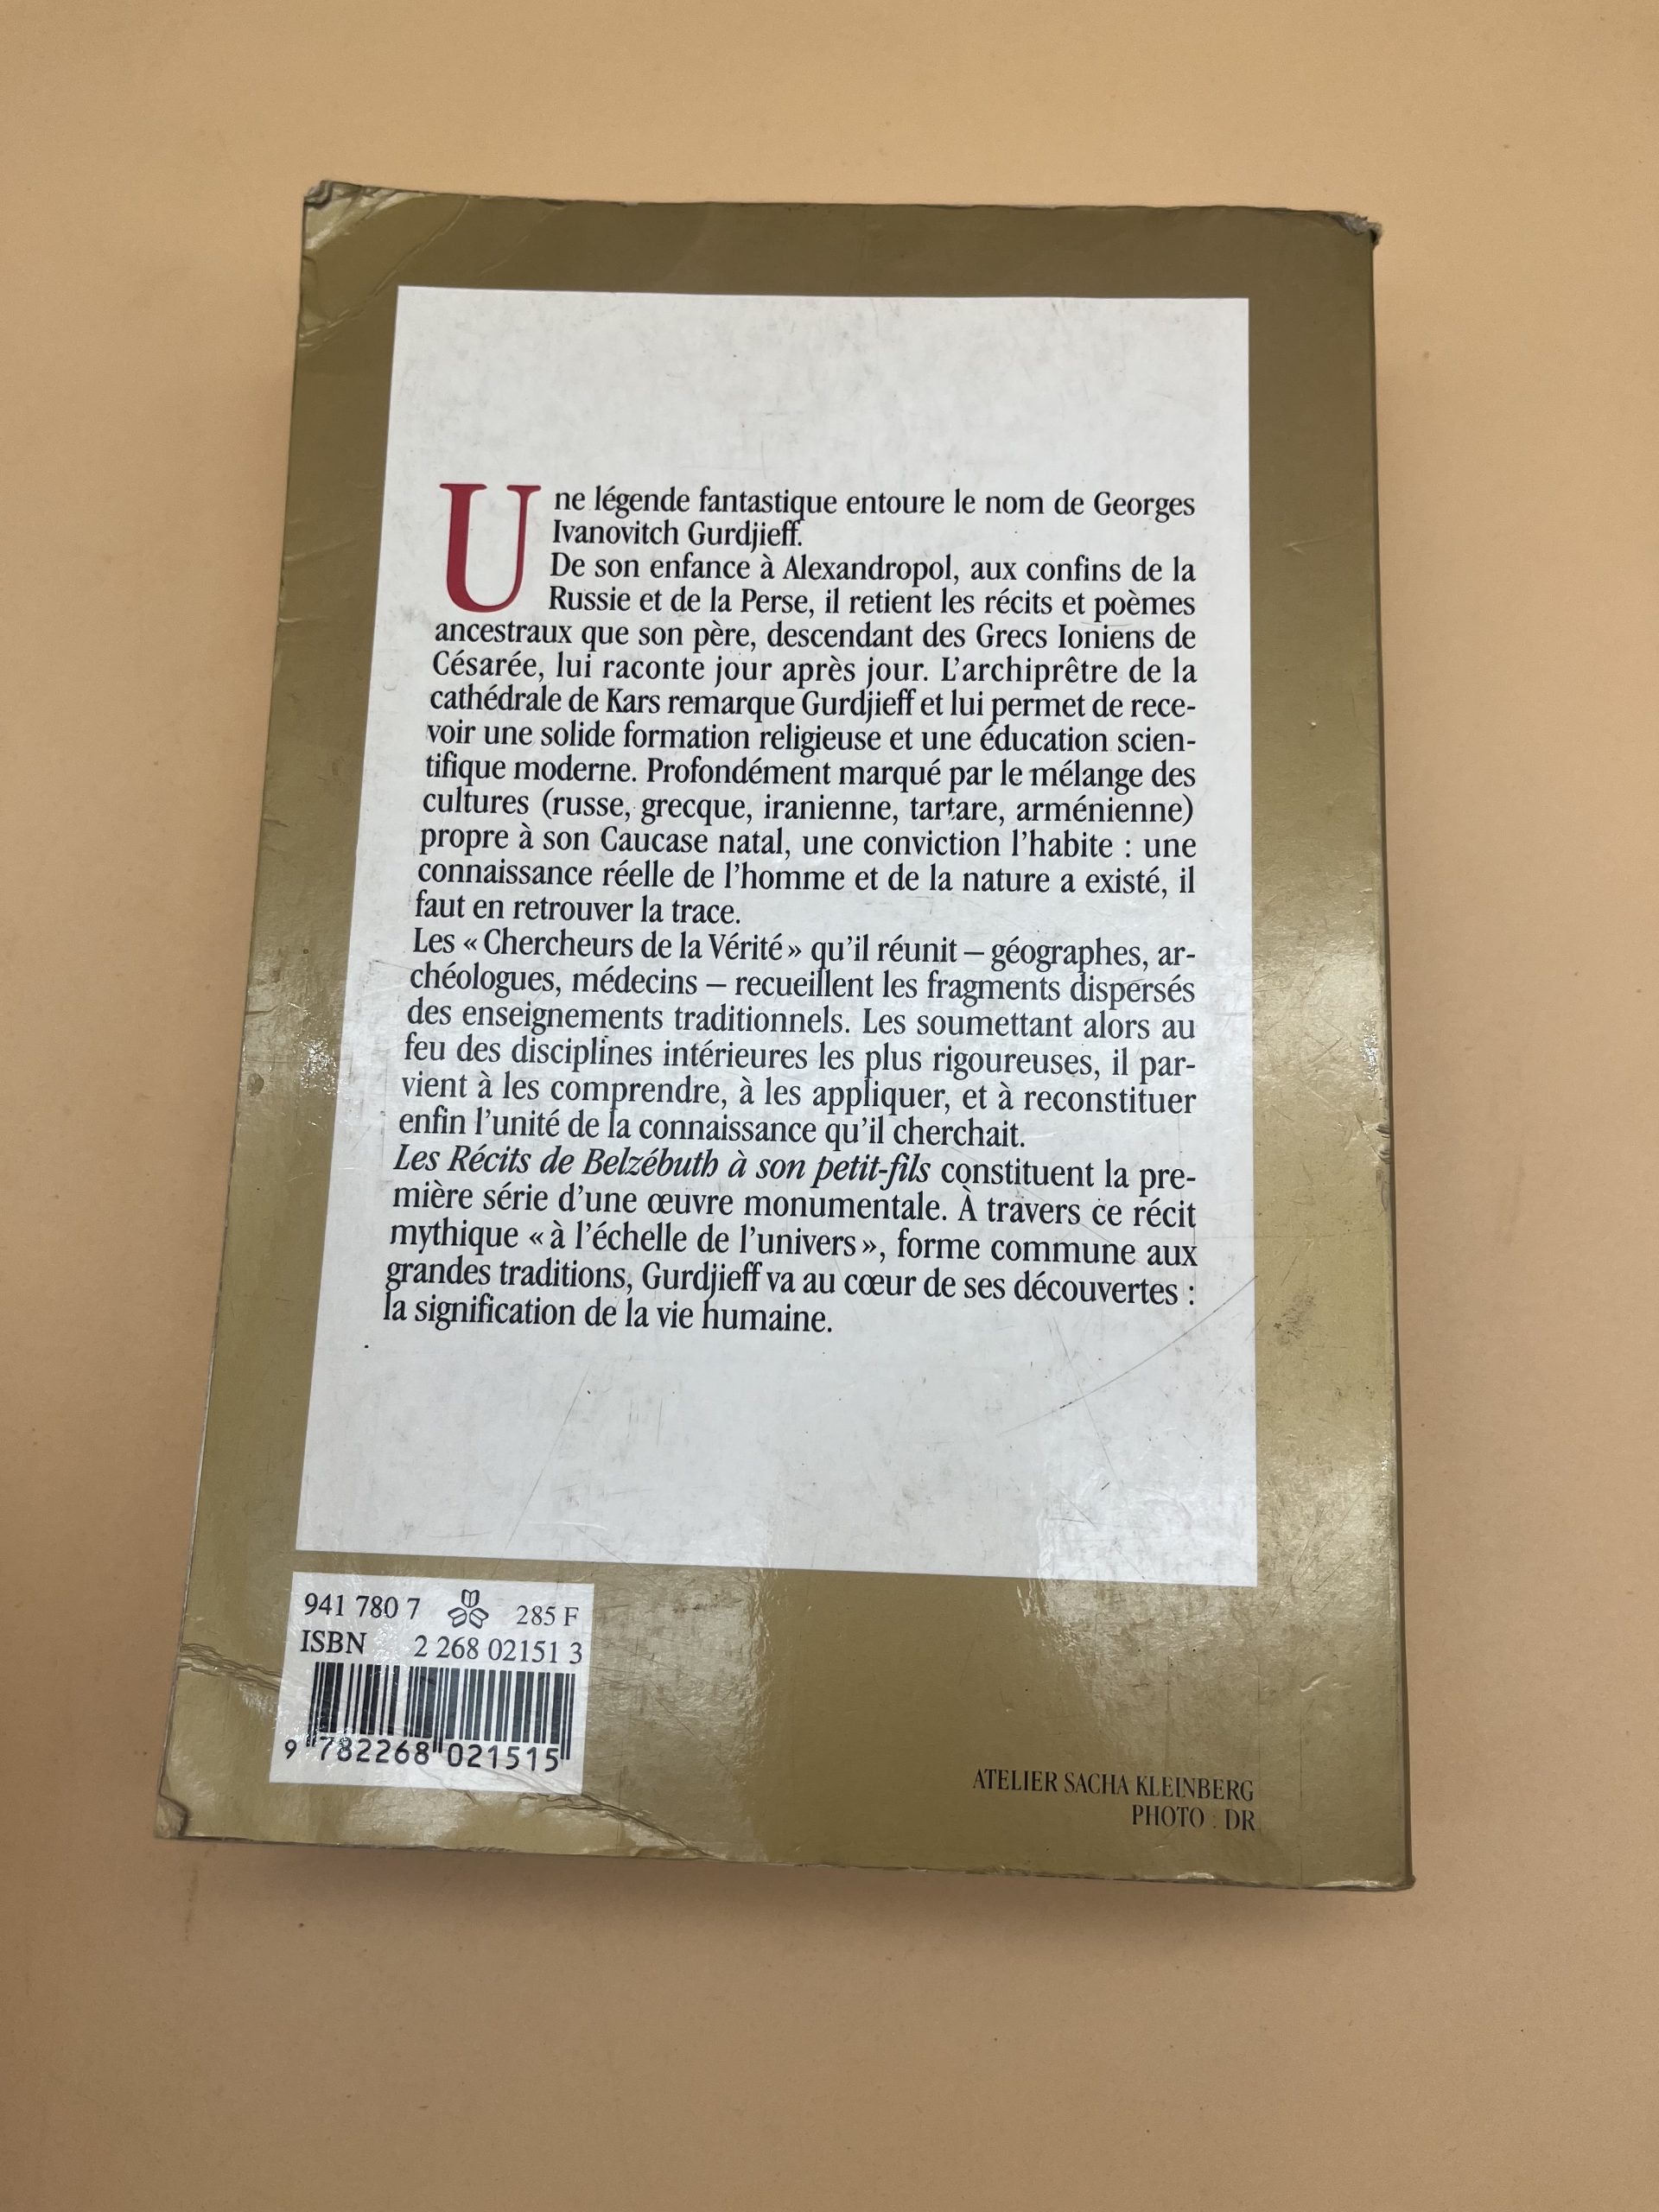 Une légende fantastique entoure le nom de Georges
Ivanovitch Gurdjieff.
De son enfance à Alexandropol, aux confins de la
Russie et de la Perse, il retient les récits et poèmes
ancestraux que son père, descendant des Grecs Ioniens de
Césarée, lui raconte jour après jour. L’archiprêtre de la
cathédrale de Kars remarque Gurdjieff et lui permet de rece-
voir une solide formation religieuse et une éducation scien-
tifique moderne. Profondément marqué par le mélange des
cultures (russe, grecque, iranienne, tartare, arménienne)
propre à son Caucase natal, une conviction l’habite : une
connaissance réelle de l’homme et de la nature a existé, il
faut en retrouver la trace.
Les « Chercheurs de la Vérité » qu’il réunit – géographes, ar-
chéologues, médecins – recueillent les fragments dispersés
des enseignements traditionnels. Les soumettant alors au
feu des disciplines intérieures les plus rigoureuses, il par-
vient à les comprendre, à les appliquer, et à reconstituer
enfin l’unité de la connaissance qu’il cherchait.
Les Récits de Belzébuth à son petit-fils constituent la pre-
mière série d’une œuvre monumentale. À travers ce récit
mythique « à l’échelle de l’univers », forme commune aux
grandes traditions, Gurdjieff va au cœur de ses découvertes :
la signification de la vie humaine.
941 780 7 285 F
ISBN 2 268 02151 3
9 782268 021515
ATELIER SACHA KLEINBERG
PHOTO : DR